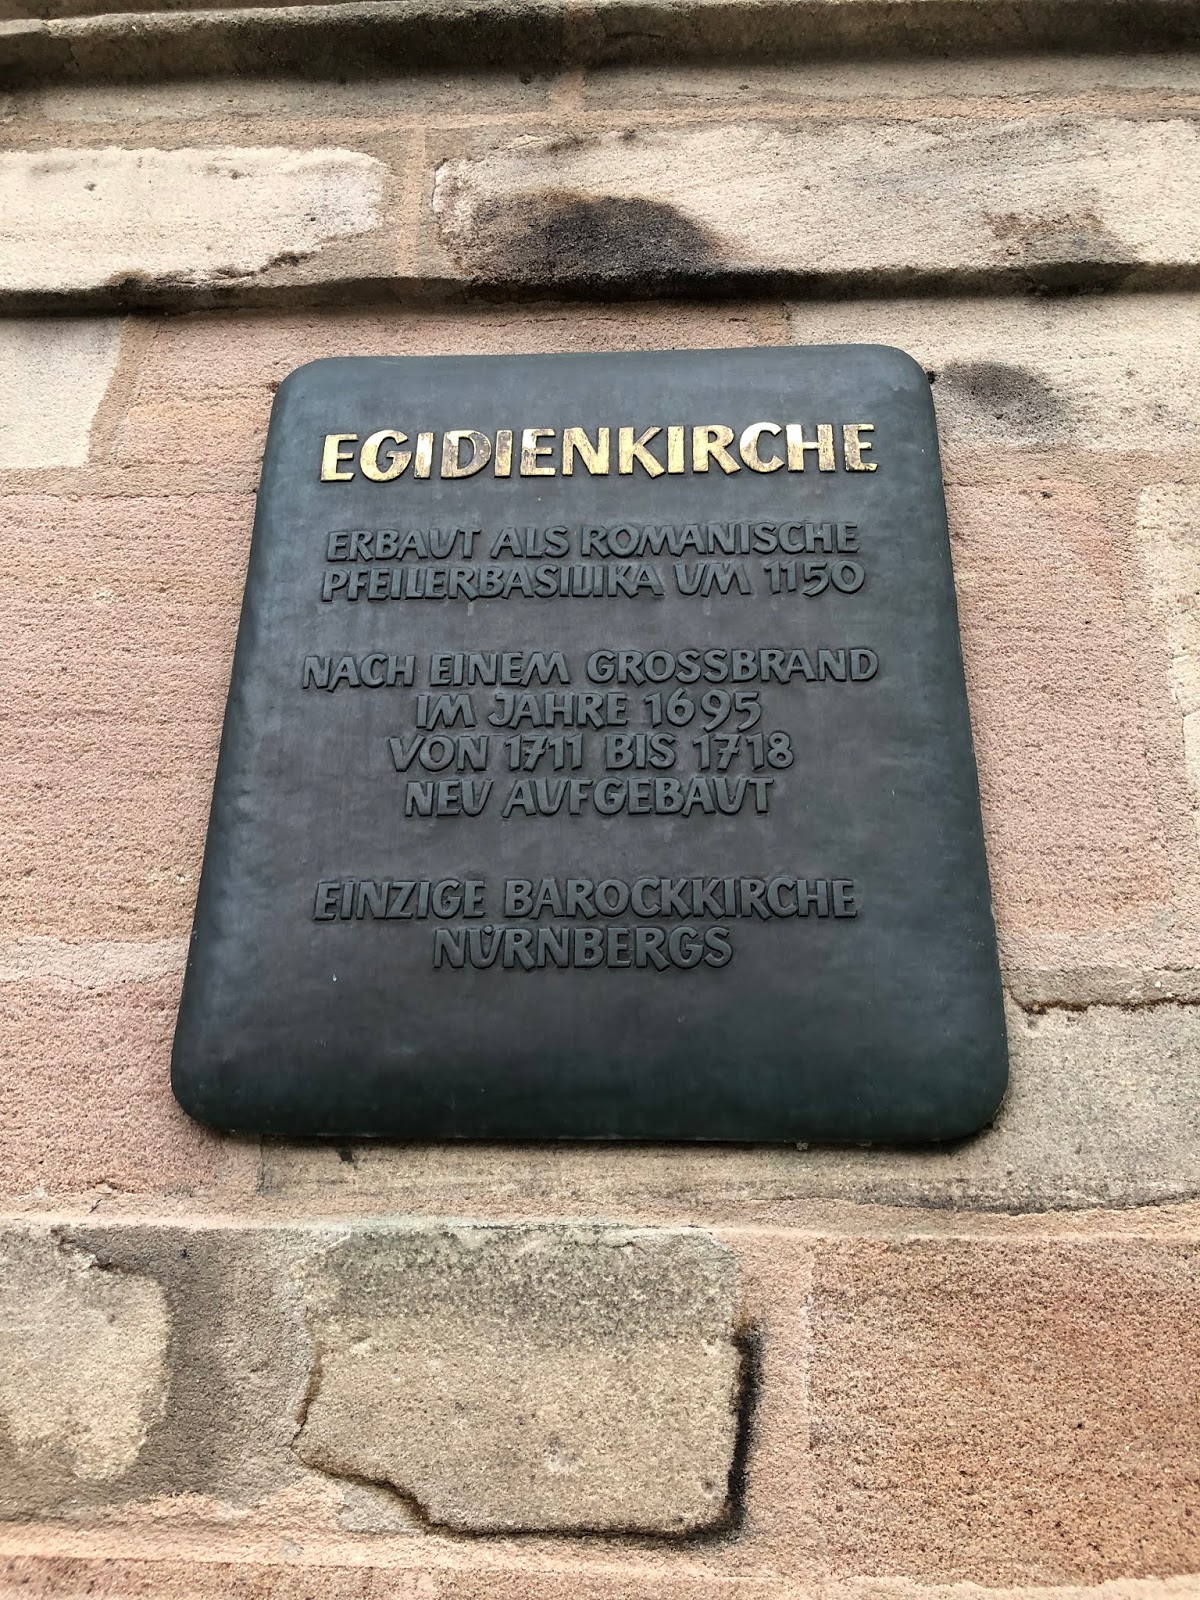 EGIDIENKIRCHE
ERBAUT ALS ROMANISCHE
PFEILERBASILIKA UM 1150
NACH EINEM GROSSBRAND
IM JAHRE 1695
VON 1711 BIS 1718
NEU AUFGEBAUT
EINZIGE BAROCKKIRCHE
NÜRNBERGS